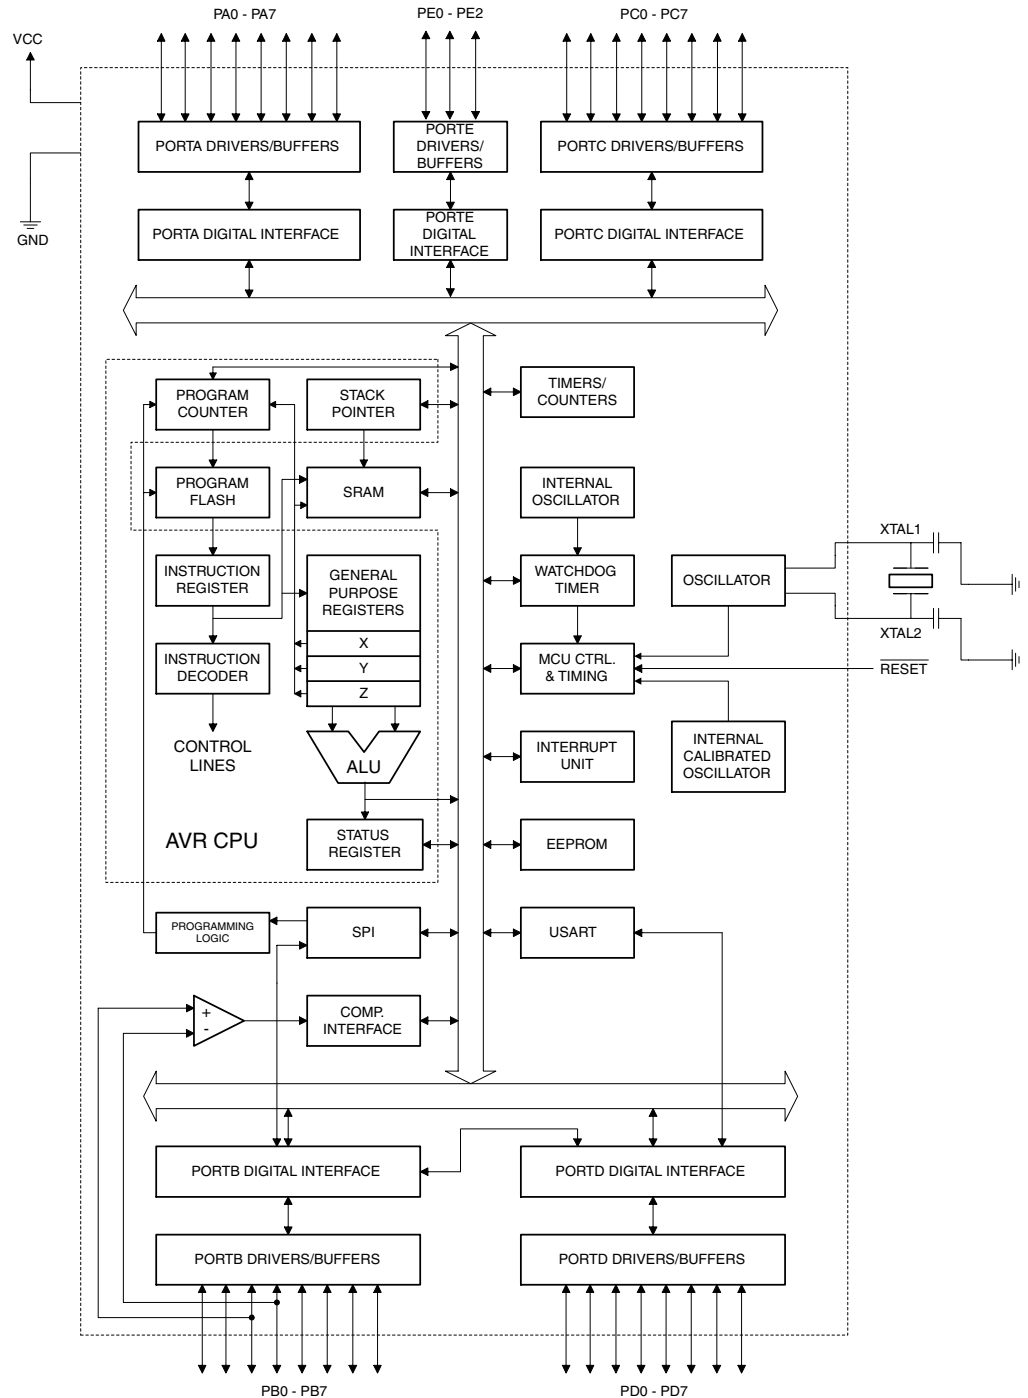 PA0 - PA7
PE0 - PE2
PC0 - PC7
VCC
PORTA DRIVERS/BUFFERS
PORTE
DRIVERS/
BUFFERS
PORTC DRIVERS/BUFFERS
GND
PORTA DIGITAL INTERFACE
PORTE
DIGITAL
INTERFACE
PORTC DIGITAL INTERFACE
PROGRAM
COUNTER
STACK
POINTER
TIMERS/
COUNTERS
PROGRAM
FLASH
SRAM
INTERNAL
OSCILLATOR
XTAL1
INSTRUCTION
REGISTER
GENERAL
PURPOSE
REGISTERS
WATCHDOG
TIMER
OSCILLATOR
XTAL2
X
Y
Z
INSTRUCTION
DECODER
MCU CTRL.
& TIMING
RESET
CONTROL
LINES
ALU
INTERRUPT
UNIT
INTERNAL
CALIBRATED
OSCILLATOR
AVR CPU
STATUS
REGISTER
EEPROM
PROGRAMMING
LOGIC
SPI
USART
+
-
COMP.
INTERFACE
PORTB DIGITAL INTERFACE
PORTD DIGITAL INTERFACE
PORTB DRIVERS/BUFFERS
PORTD DRIVERS/BUFFERS
PB0 - PB7
PD0 - PD7